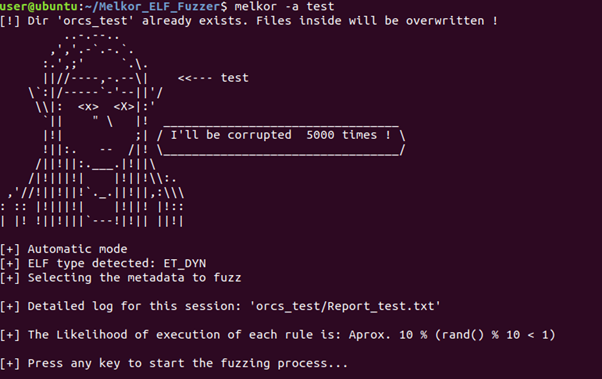 user@ubuntu:~/Melkor_ELF_Fuzzer$ melkor -a test
[!] Dir 'orcs_test' already exists. Files inside will be overwritten !
<<--- test
<x> <X>
I'll be corrupted  5000 times !
[+] Automatic mode
[+] ELF type detected: ET_DYN
[+] Selecting the metadata to fuzz
[+] Detailed log for this session: 'orcs_test/Report_test.txt'
[+] The Likelihood of execution of each rule is: Aprox. 10 % (rand() % 10 < 1)
[+] Press any key to start the fuzzing process...